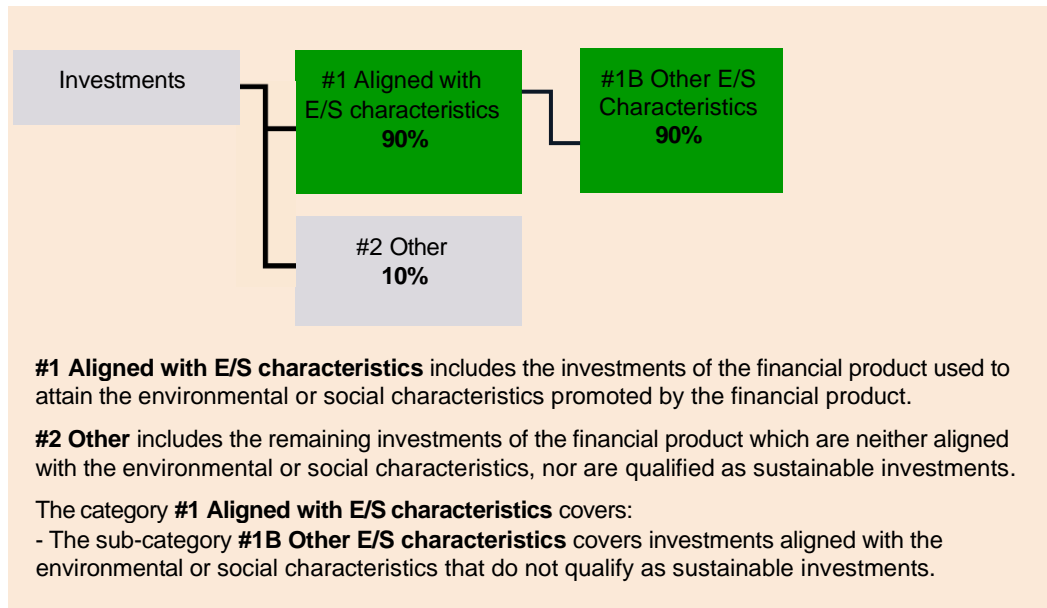 Investments
#1 Aligned with
E/S characteristics
90%
#1B Other E/S
Characteristics
90%
#2 Other
10%
#1 Aligned with E/S characteristics includes the investments of the financial product used to
attain the environmental or social characteristics promoted by the financial product.
#2 Other includes the remaining investments of the financial product which are neither aligned
with the environmental or social characteristics, nor are qualified as sustainable investments.
The category #1 Aligned with E/S characteristics covers:
- The sub-category #1B Other E/S characteristics covers investments aligned with the
environmental or social characteristics that do not qualify as sustainable investments.